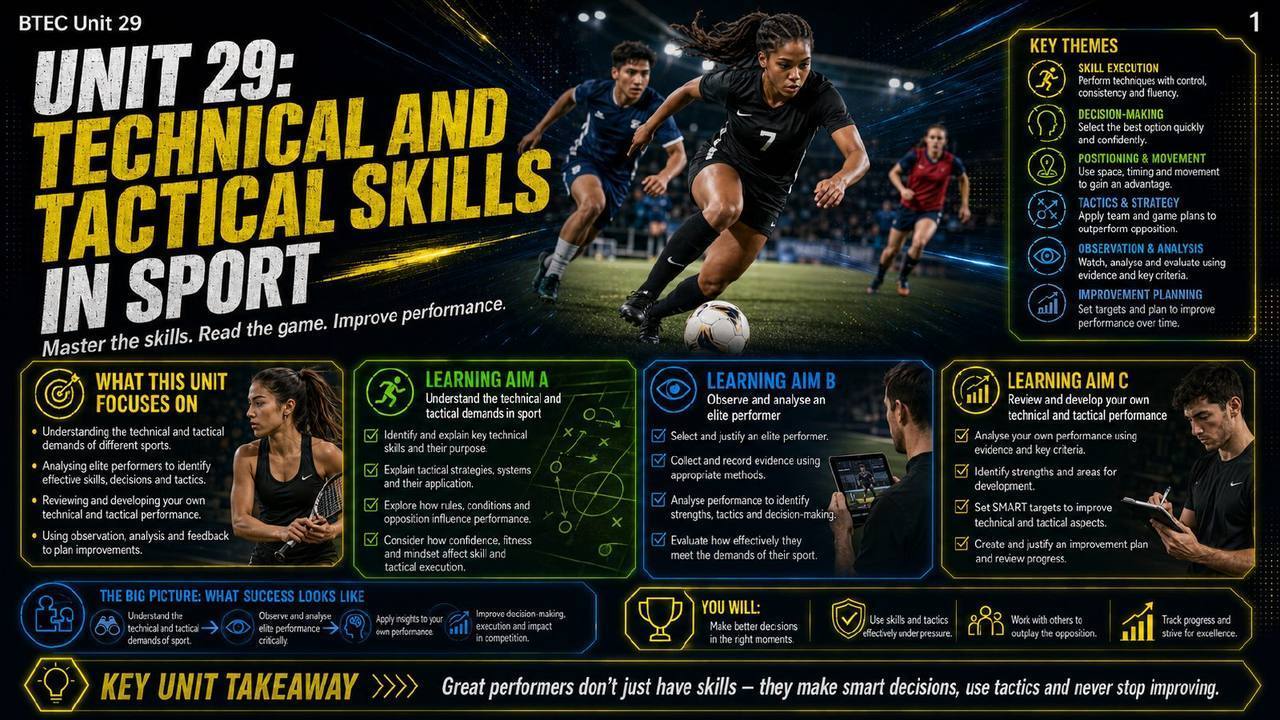 BTEC Unit 29
1
UNIT 29:
TECHNICAL AND
TACTICAL SKILLS
IN SPORT
Master the skills. Read the game. Improve performance.
7
KEY THEMES
SKILL EXECUTION
Perform techniques with control,
consistency and fluency.
DECISION-MAKING
Select the best option quickly
and confidently.
POSITIONING & MOVEMENT
Use space, timing and movement
to gain an advantage.
TACTICS & STRATEGY
Apply team and game plans to
outperform opposition.
OBSERVATION & ANALYSIS
Watch, analyse and evaluate using
evidence and key criteria.
IMPROVEMENT PLANNING
Set targets and plan to improve
performance over time.
WHAT THIS UNIT
FOCUSES ON
• Understanding the technical and tactical
demands of different sports.
• Analysing elite performers to identify
effective skills, decisions and tactics.
• Reviewing and developing your own
technical and tactical performance.
• Using observation, analysis and feedback
to plan improvements.
LEARNING AIM A
Understand the technical and
tactical demands in sport
Identify and explain key technical
skills and their purpose.
Explain tactical strategies, systems
and their application.
Explore how rules, conditions and
opposition influence performance.
Consider how confidence, fitness
and mindset affect skill and
tactical execution.
LEARNING AIM B
Observe and analyse an
elite performer
Select and justify an elite performer.
Collect and record evidence using
appropriate methods.
Analyse performance to identify
strengths, tactics and decision-making.
Evaluate how effectively they
meet the demands of their sport.
LEARNING AIM C
Review and develop your own
technical and tactical performance
Analyse your own performance using
evidence and key criteria.
Identify strengths and areas for
development.
Set SMART targets to improve
technical and tactical aspects.
Create and justify an improvement plan
and review progress.
THE BIG PICTURE: WHAT SUCCESS LOOKS LIKE
Understand the
technical and tactical
demands of sport.
Observe and analyse
elite performance
critically.
Apply insights to your
own performance.
Improve decision-making,
execution and impact
in competition.
YOU WILL:
Make better decisions
in the right moments.
Use skills and tactics
effectively under pressure.
Work with others to
outplay the opposition.
Track progress and
strive for excellence.
KEY UNIT TAKEAWAY
Great performers don't just have skills – they make smart decisions, use tactics and never stop improving.